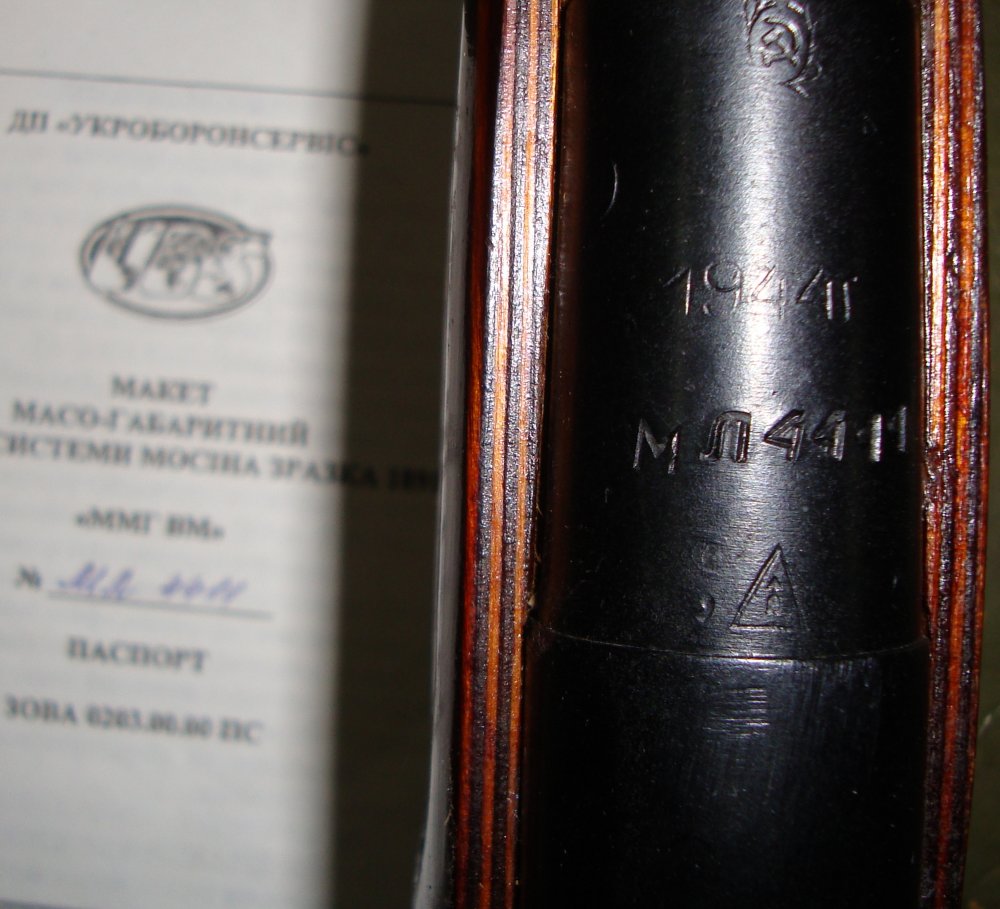 ДП «УКРОБОРОНСЕРВІС»
МАКЕТ
МАСО-ГАБАРИТНИЙ
СИСТЕМИ МОСІНА ЗРАЗКА 189
«ММГ ВМ»
№ МЛ 4411
ПАСПОРТ
ЗОВА 0203.00.00 ПС
1944г
МЛ4411